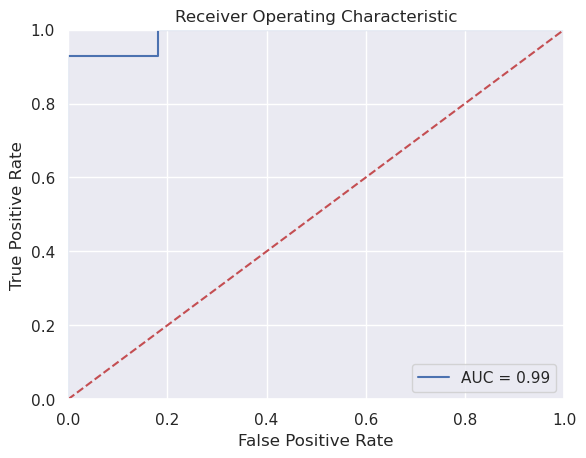 Receiver Operating Characteristic
1.0
0.8
0.6
0.4
0.2
0.0
True Positive Rate
AUC = 0.99
0.0 0.2 0.4 0.6 0.8 1.0
False Positive Rate